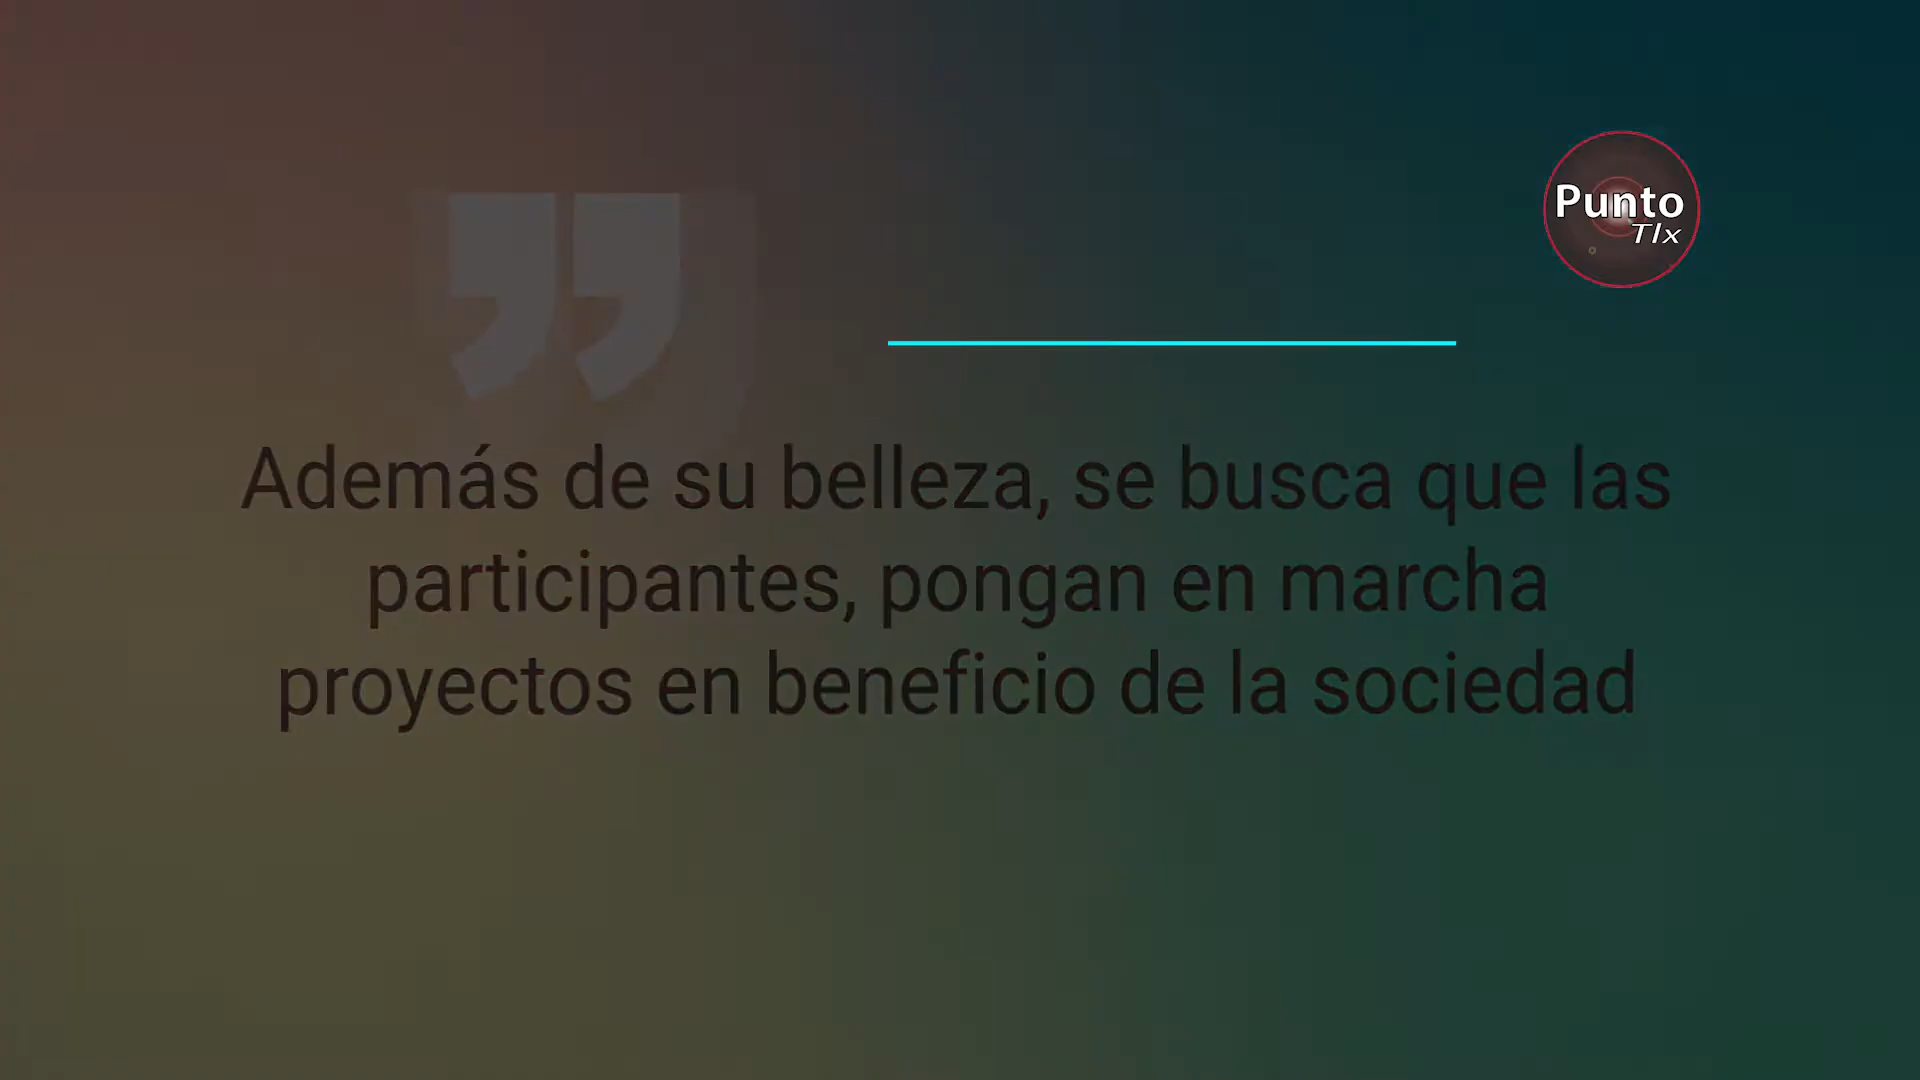 Punto
Tlx
Además de su belleza, se busca que las
participantes, pongan en marcha
proyectos en beneficio de la sociedad